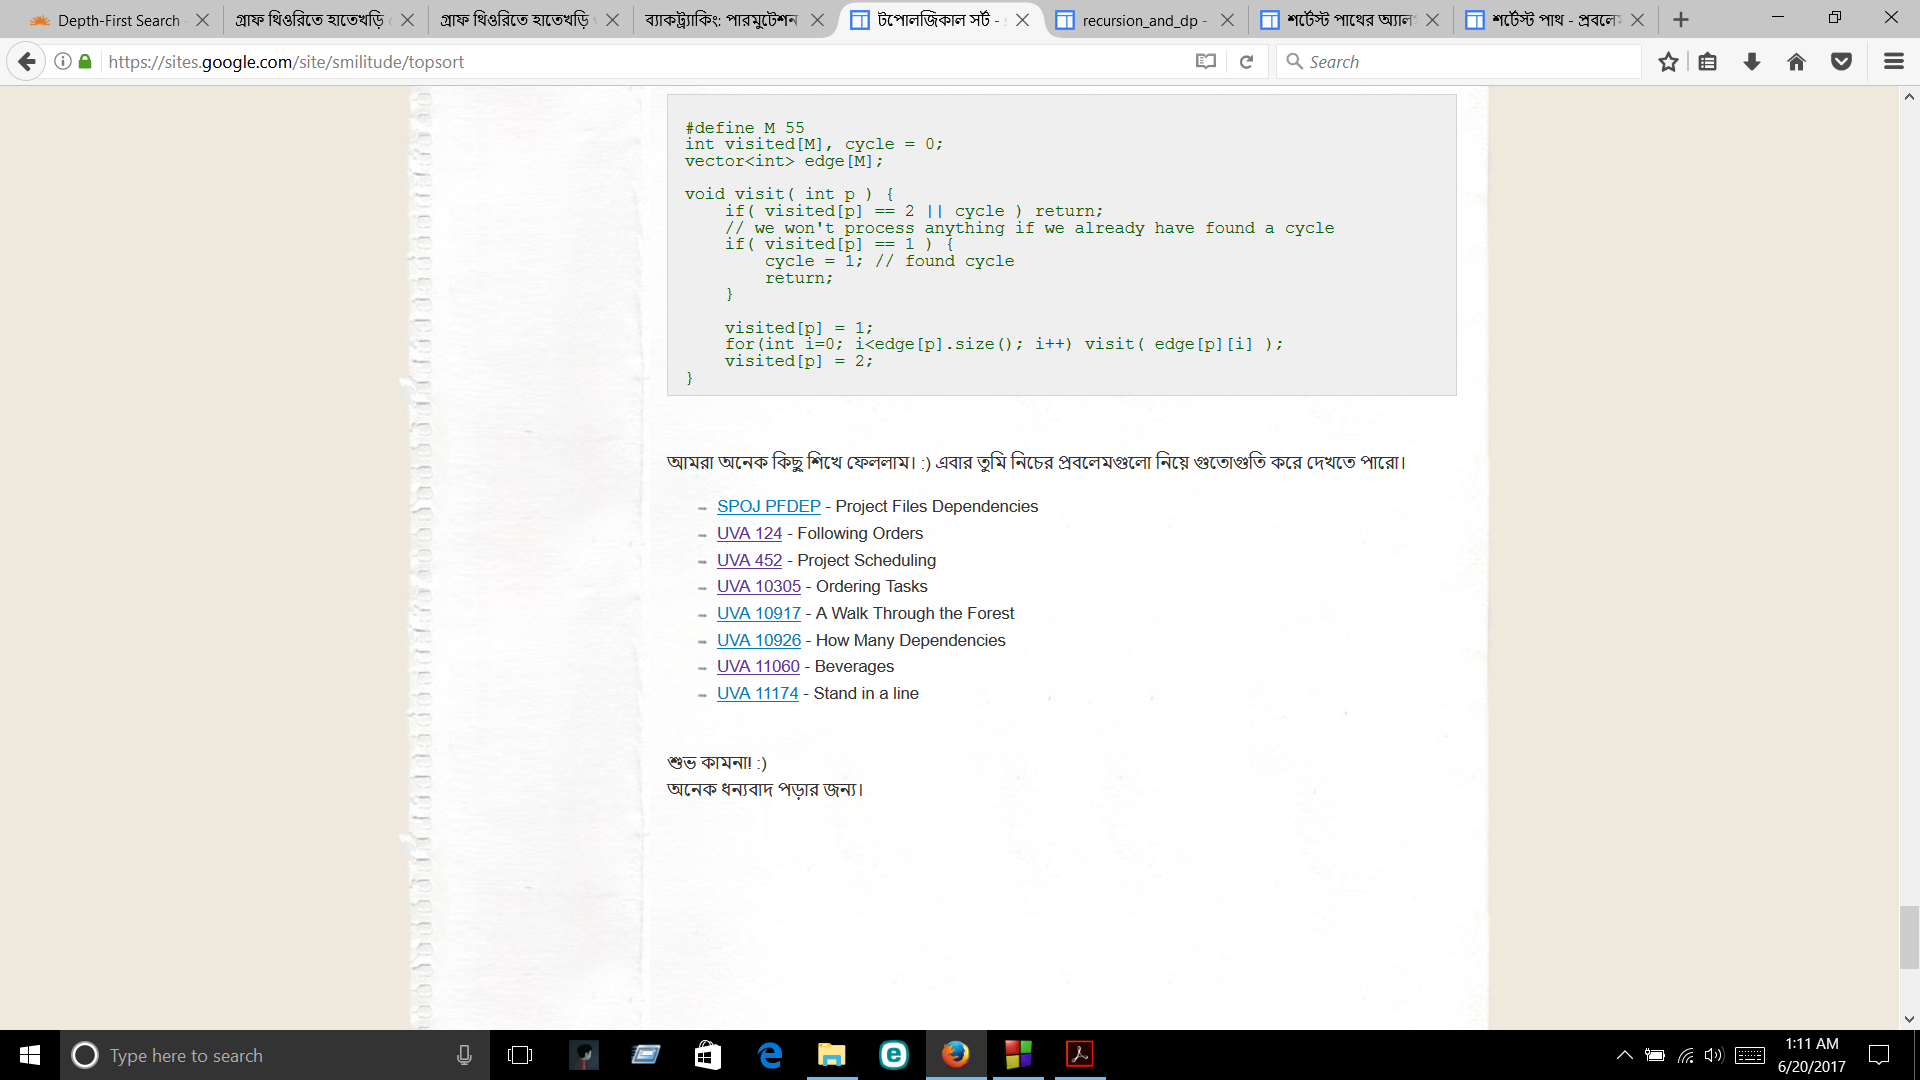 Depth-First Search
গ্রাফ থিওরিতে হাতেখড়ি
গ্রাফ থিওরিতে হাতেখড়ি
ব্যাকট্র্যাকিং: পারমুটেশন
টপোলজিকাল সর্ট -
recursion_and_dp -
শর্টেস্ট পাথের
শর্টেস্ট পাথ -
https://sites.google.com/site/smilitude/topsort
Search
#define M 55
int visited[M], cycle = 0;
vector<int> edge[M];
void visit( int p ) {
if( visited[p] == 2 || cycle ) return;
// we won't process anything if we already have found a cycle
if( visited[p] == 1 ) {
cycle = 1; // found cycle
return;
}
visited[p] = 1;
for(int i=0; i<edge[p].size(); i++) visit( edge[p][i] );
visited[p] = 2;
}
আমরা অনেক কিছু শিখে ফেললাম। :) এবার তুমি নিচের প্রবলেমগুলো নিয়ে গুতোগুতি করে দেখতে পারো।
SPOJ PFDEP - Project Files Dependencies
UVA 124 - Following Orders
UVA 452 - Project Scheduling
UVA 10305 - Ordering Tasks
UVA 10917 - A Walk Through the Forest
UVA 10926 - How Many Dependencies
UVA 11060 - Beverages
UVA 11174 - Stand in a line
শুভ কামনা! :)
অনেক ধন্যবাদ পড়ার জন্য।
Type here to search
1:11 AM
6/20/2017